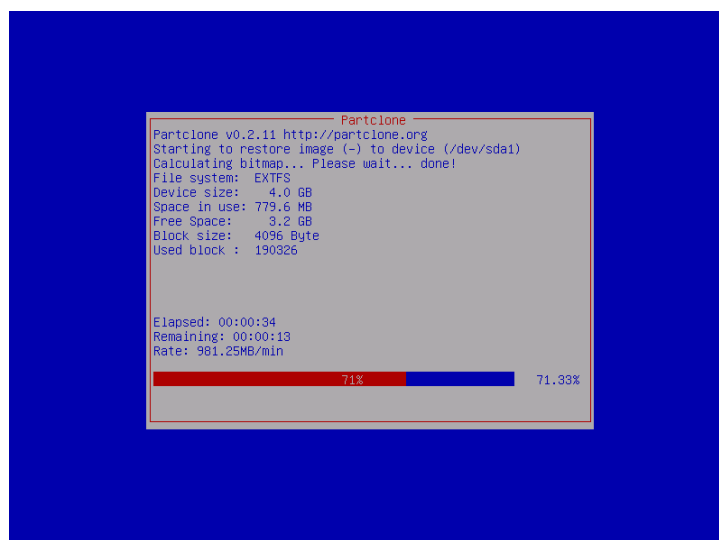 Partclone
Partclone v0.2.11 http://partclone.org
Starting to restore image (-) to device (/dev/sda1)
Calculating bitmap... Please wait... done!
File system:  EXTFS
Device size:    4.0 GB
Space in use: 779.6 MB
Free Space:     3.2 GB
Block size:   4096 Byte
Used block :  190326
Elapsed: 00:00:34
Remaining: 00:00:13
Rate: 981.25MB/min
71% 71.33%